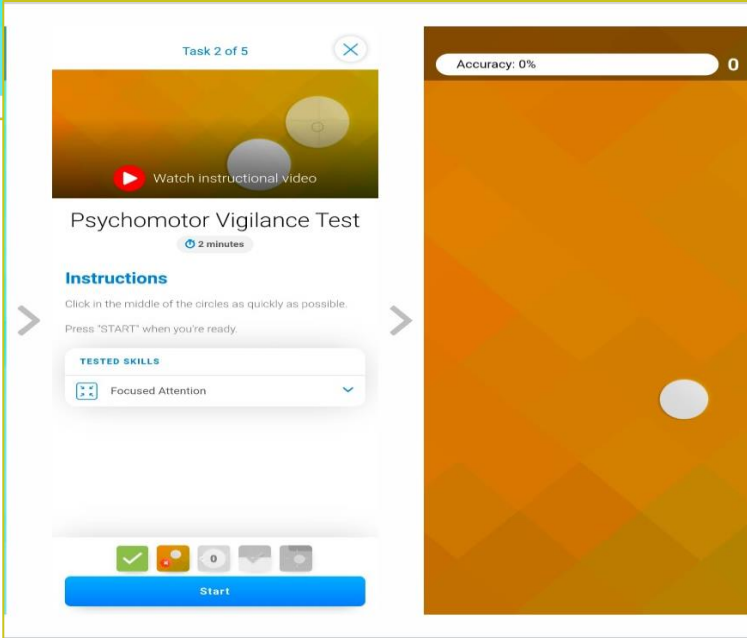 Task 2 of 5
Watch instructional video
Psychomotor Vigilance Test
2 minutes
Instructions
Click in the middle of the circles as quickly as possible.
Press "START" when you're ready.
TESTED SKILLS
Focused Attention
0
Start
Accuracy: 0%
0